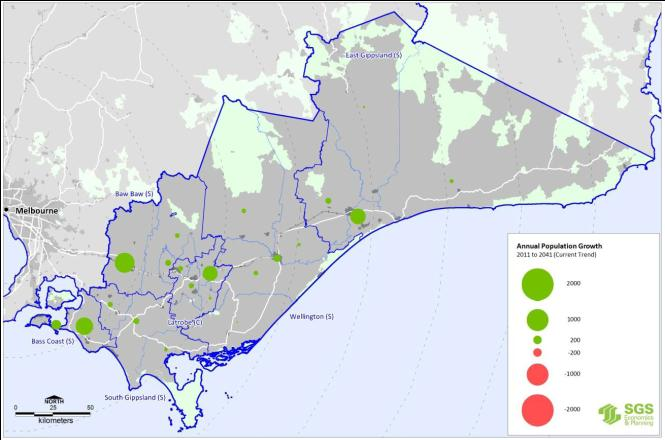 East Gippsland (S)
Baw Baw (S)
Melbourne
Wellington (S)
Latrobe (C)
Bass Coast (S)
South Gippsland (S)
NORTH
0 25 50
kilometers
Annual Population Growth
2011 to 2041 (Current Trend)
2000
1000
200
-200
-1000
-2000
SGS
Economics
& Planning